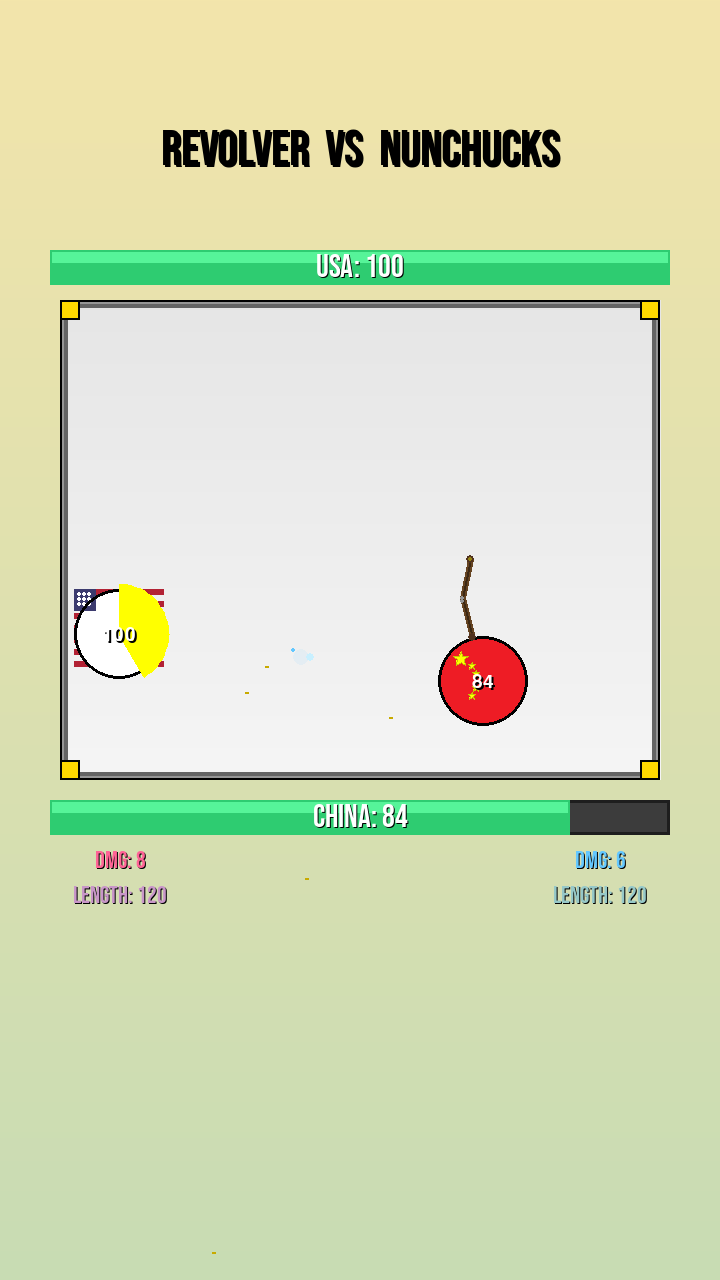 REVOLVER VS NUNCHUCKS
USA: 100
100
84
CHINA: 84
DMG: 8
DMG: 6
LENGTH: 120
LENGTH: 120